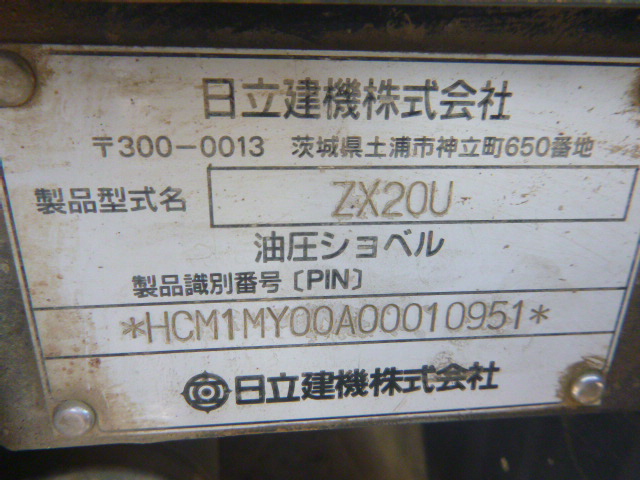 日立建機株式会社
〒300-0013 茨城県土浦市神立町650番地
製品型式名 ZX20U
油圧ショベル
製品識別番号〔PIN〕
*HCM1MY00A00010951*
日立建機株式会社